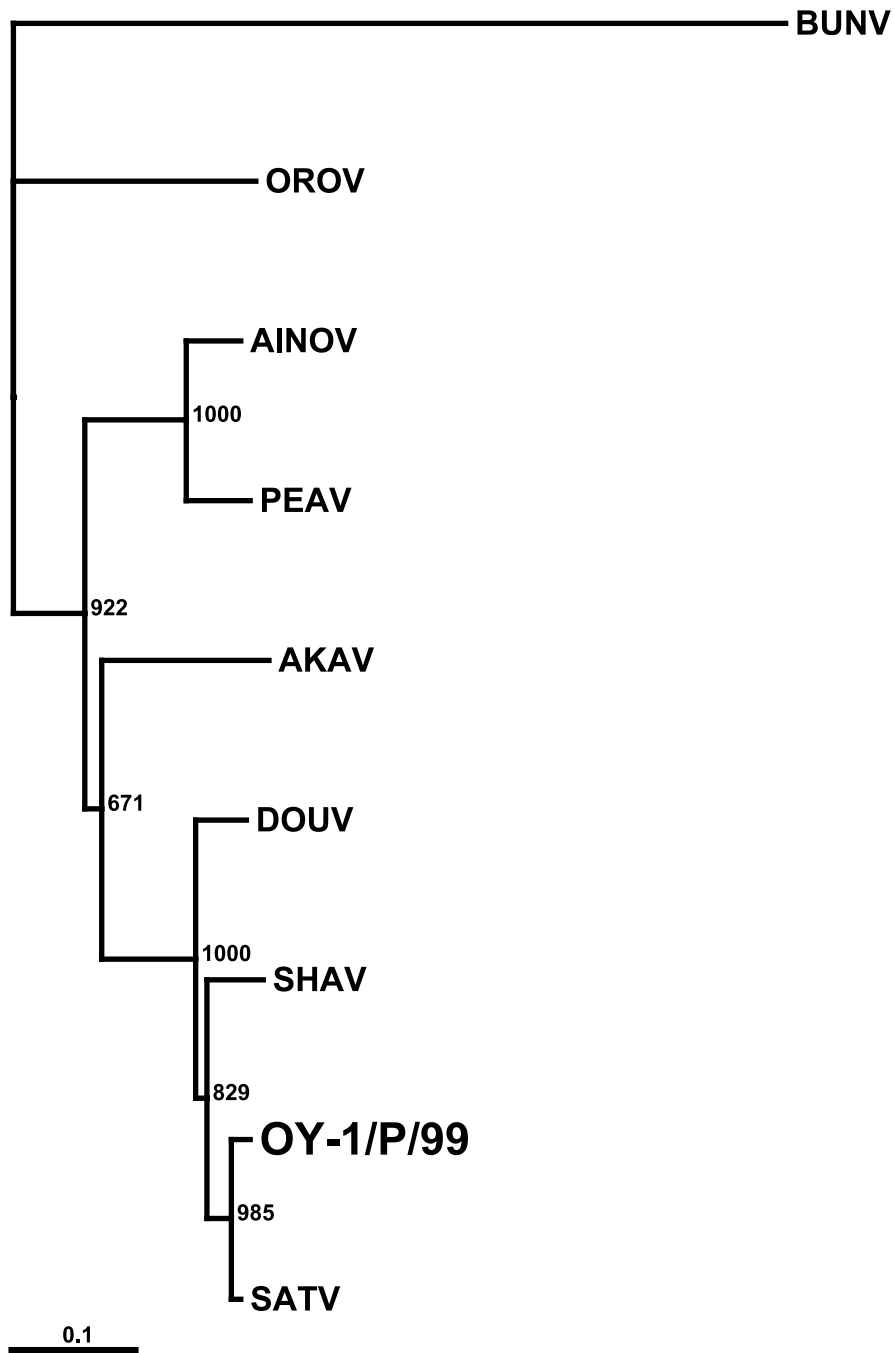 BUNV
OROV
AINOV
1000
PEAV
922
AKAV
671
DOUV
1000
SHAV
829
OY-1/P/99
985
SATV
0.1